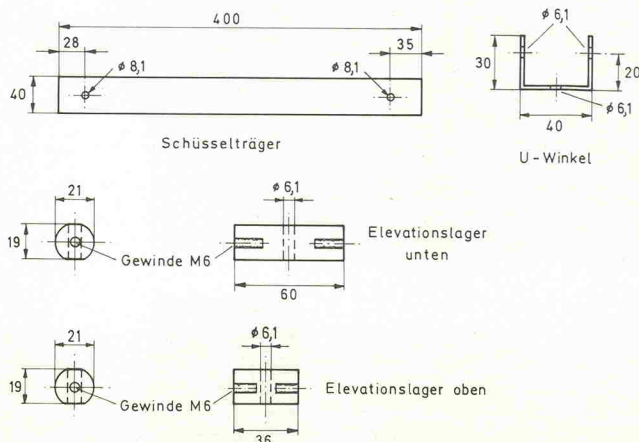 400
28
35
ϕ 8,1
ϕ 8,1
40
Schüsselträger
ϕ 6,1
30
20
ϕ 6,1
40
U-Winkel
21
19
Gewinde M6
ϕ 6,1
60
Elevationslager
unten
21
19
Gewinde M6
ϕ 6,1
36
Elevationslager oben